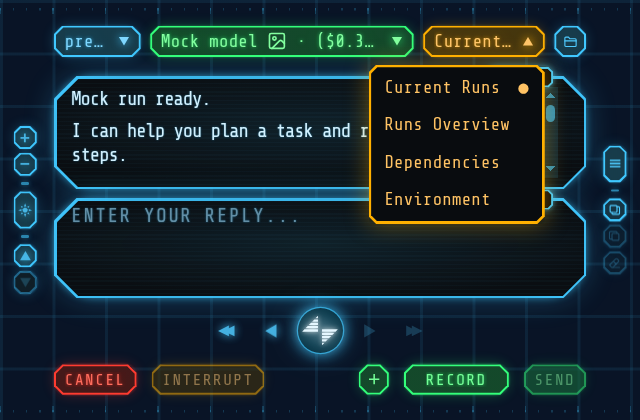 pre…
Mock model · ($0.3…
Current…
Mock run ready.
I can help you plan a task and r
steps.
Current Runs
Runs Overview
Dependencies
Environment
ENTER YOUR REPLY...
CANCEL
INTERRUPT
+
RECORD
SEND